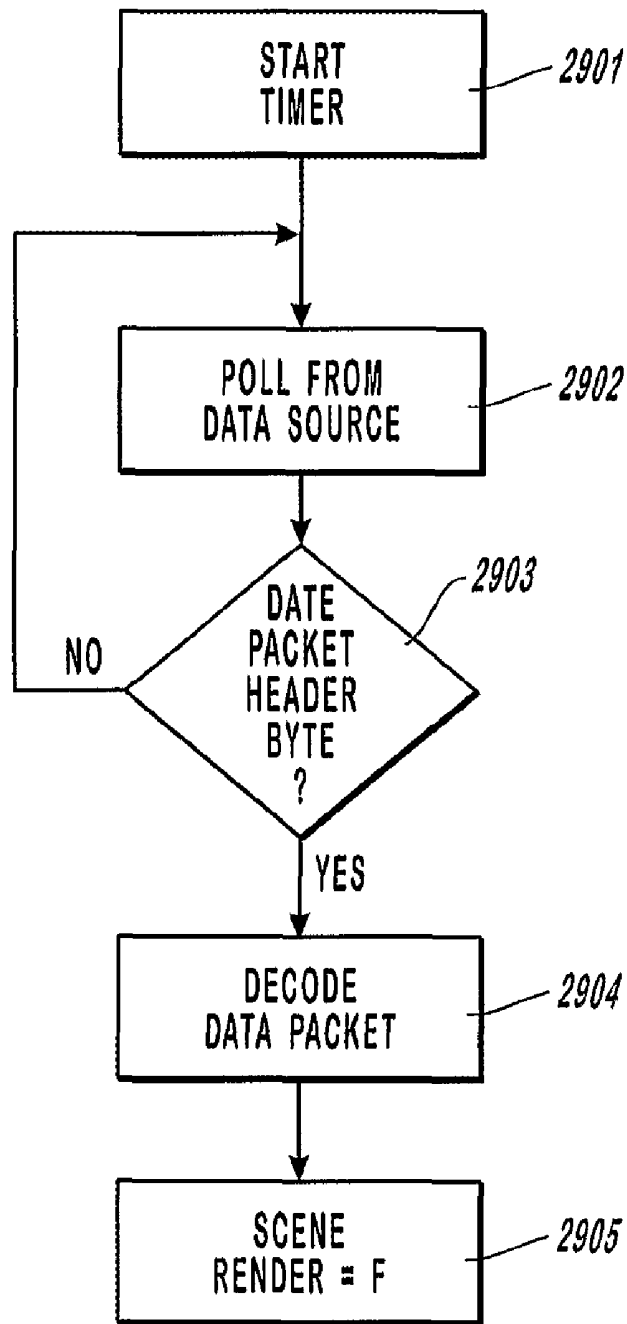 START
TIMER
2901
POLL FROM
DATA SOURCE
2902
DATE
PACKET
HEADER
BYTE
?
2903
NO
YES
DECODE
DATA PACKET
2904
SCENE
RENDER = F
2905